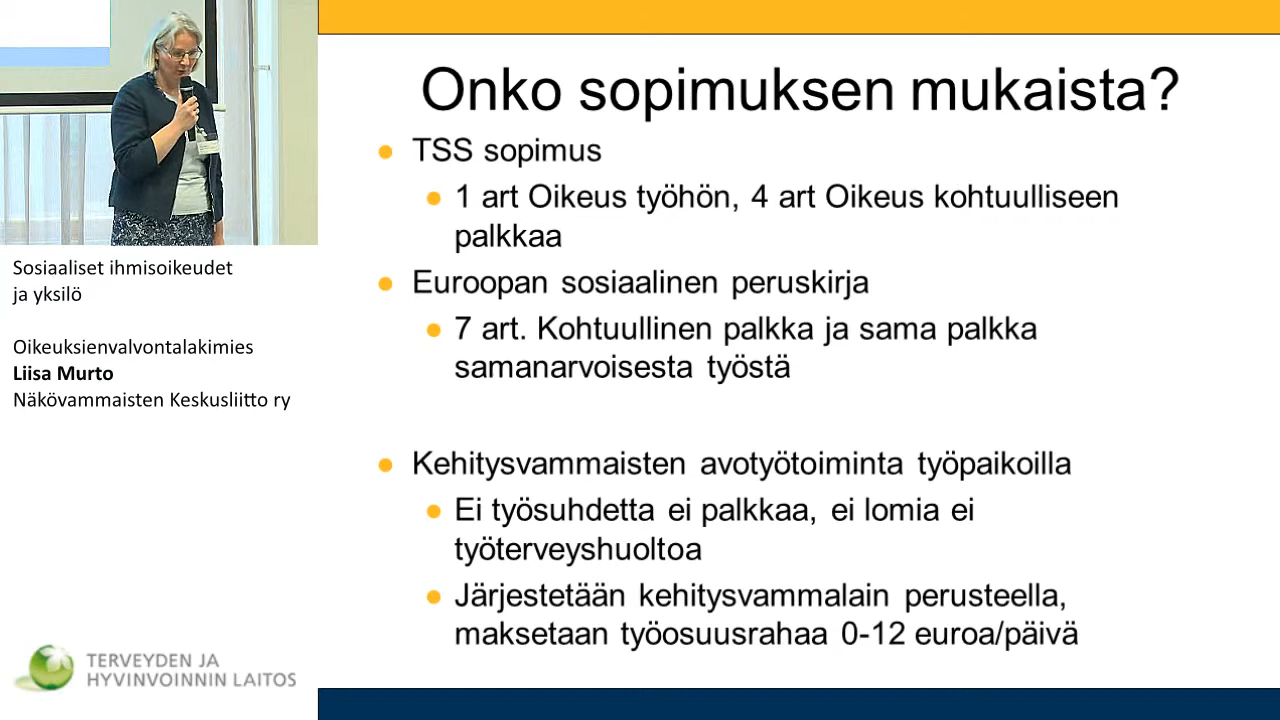 Sosiaaliset ihmisoikeudet
ja yksilö
Oikeuksienvalvontalakimies
Liisa Murto
Näkövammaisten Keskusliitto ry
TERVEYDEN JA
HYVINVOINNIN LAITOS
Onko sopimuksen mukaista?
TSS sopimus
1 art Oikeus työhön, 4 art Oikeus kohtuulliseen
palkkaa
Euroopan sosiaalinen peruskirja
7 art. Kohtuullinen palkka ja sama palkka
samanarvoisesta työstä
Kehitysvammaisten avotyötoiminta työpaikoilla
Ei työsuhdetta ei palkkaa, ei lomia ei
työterveyshuoltoa
Järjestetään kehitysvammalain perusteella,
maksetaan työosuusrahaa 0-12 euroa/päivä